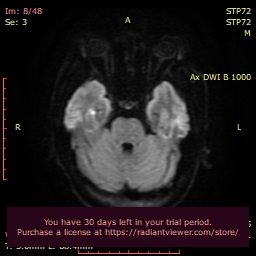 Im: 8/48
Se: 3
A
STP72
STP72
M
Ax DWI B 1000
R
L
You have 30 days left in your trial period.
Purchase a license at https://radiantviewer.com/store/